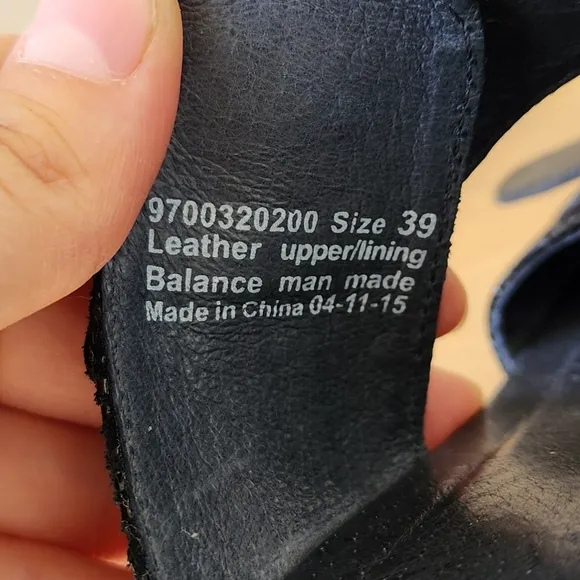 9700320200 Size 39
Leather upper/lining
Balance man made
Made in China 04-11-15